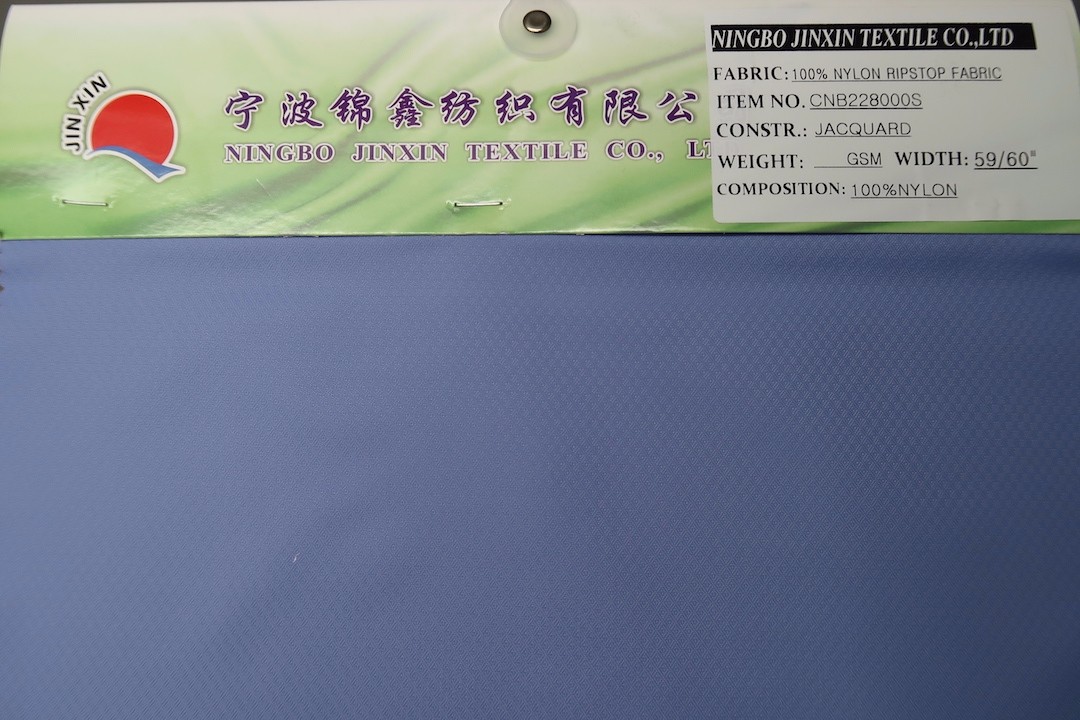 JIN XIN
宁波锦鑫纺织有限公
NINGBO JINXIN TEXTILE CO., LT
NINGBO JINXIN TEXTILE CO.,LTD
FABRIC: 100% NYLON RIPSTOP FABRIC
ITEM NO. CNB228000S
CONSTR.: JACQUARD
WEIGHT: ___GSM WIDTH: 59/60"
COMPOSITION: 100%NYLON